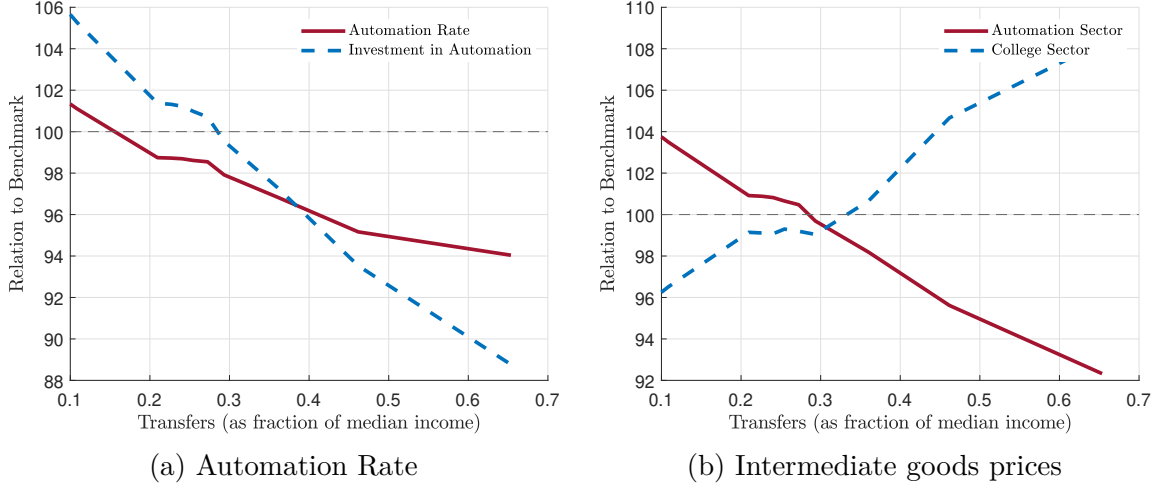 106
104
102
100
98
96
94
92
90
88
Relation to Benchmark
Automation Rate
Investment in Automation
0.1 0.2 0.3 0.4 0.5 0.6 0.7
Transfers (as fraction of median income)
(a) Automation Rate
110
108
106
104
102
100
98
96
94
92
Relation to Benchmark
Automation Sector
College Sector
0.1 0.2 0.3 0.4 0.5 0.6 0.7
Transfers (as fraction of median income)
(b) Intermediate goods prices